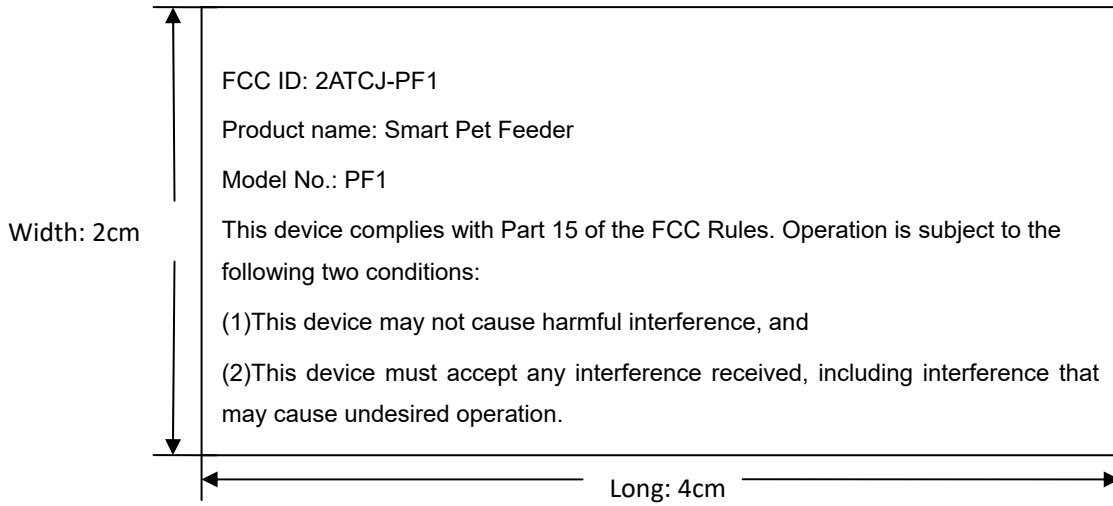 FCC ID: 2ATCJ-PF1
Product name: Smart Pet Feeder
Model No.: PF1
Width: 2cm
This device complies with Part 15 of the FCC Rules. Operation is subject to the
following two conditions:
(1)This device may not cause harmful interference, and
(2)This device must accept any interference received, including interference that
may cause undesired operation.
Long: 4cm